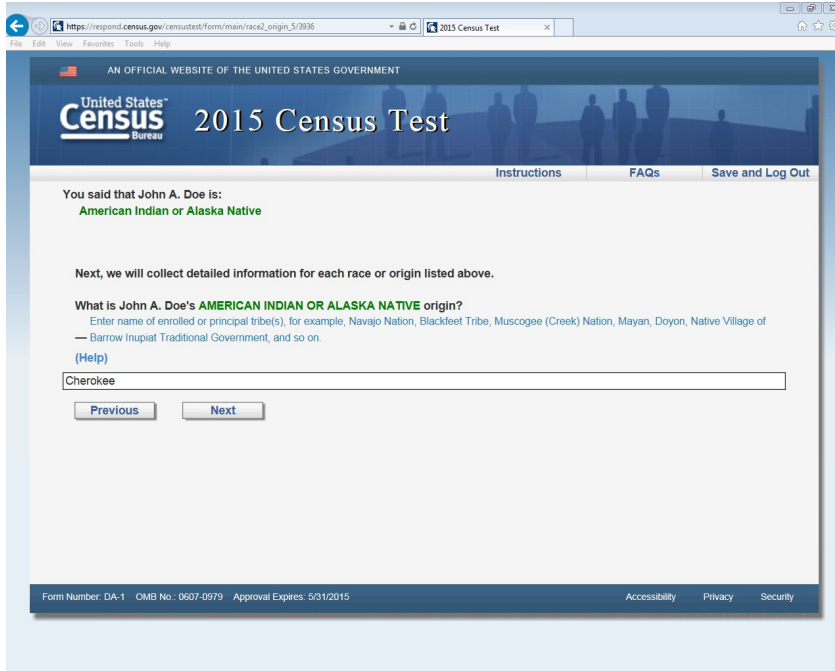 https://respond.census.gov/censustest/form/main/race2_origin_5/3936
2015 Census Test
File Edit View Favorites Tools Help
AN OFFICIAL WEBSITE OF THE UNITED STATES GOVERNMENT
United States™
Census
Bureau
2015 Census Test
Instructions FAQs Save and Log Out
You said that John A. Doe is:
American Indian or Alaska Native
Next, we will collect detailed information for each race or origin listed above.
What is John A. Doe's AMERICAN INDIAN OR ALASKA NATIVE origin?
Enter name of enrolled or principal tribe(s), for example, Navajo Nation, Blackfeet Tribe, Muscogee (Creek) Nation, Mayan, Doyon, Native Village of
— Barrow Inupiat Traditional Government, and so on.
(Help)
Cherokee
Previous Next
Form Number: DA-1 OMB No.: 0607-0979 Approval Expires: 5/31/2015 Accessibility Privacy Security